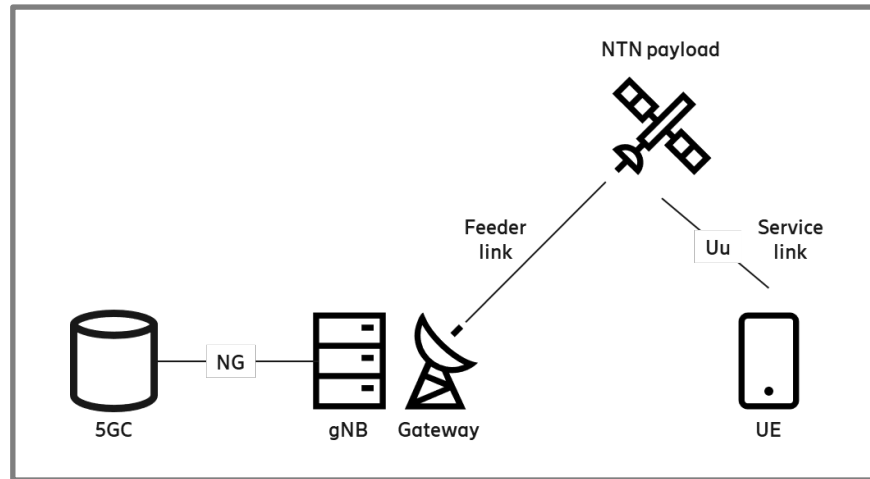 NTN payload
Feeder
link
Service
link
Uu
NG
5GC
gNB
Gateway
UE